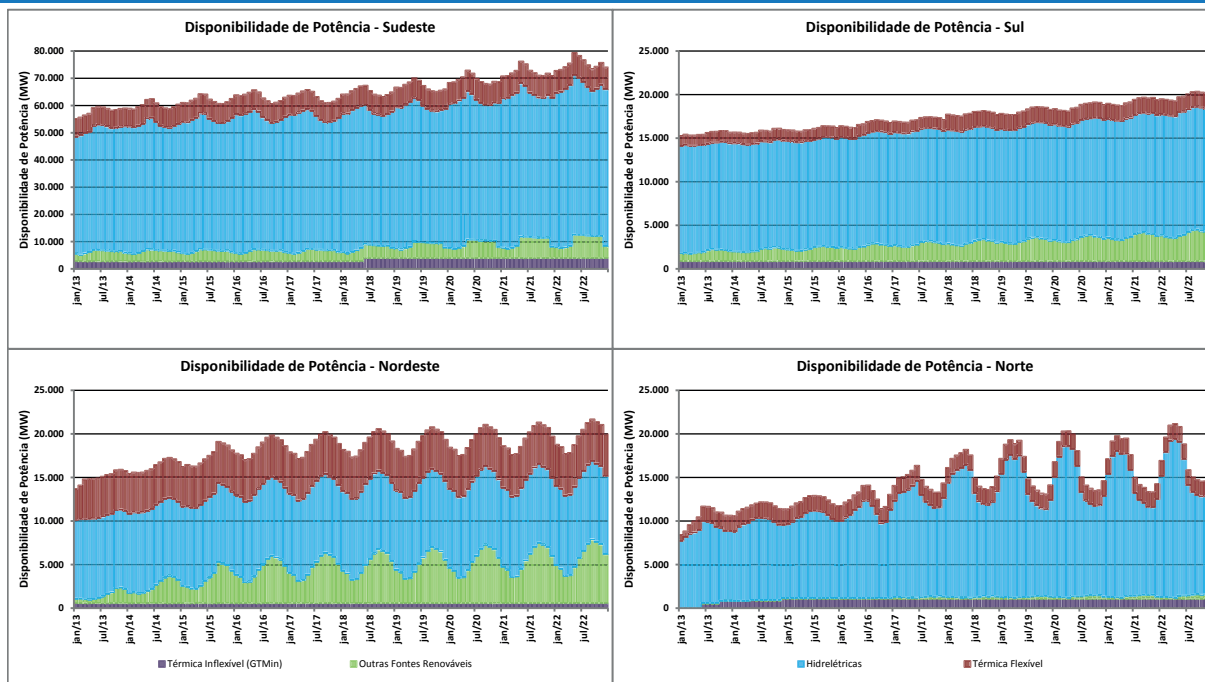 Disponibilidade de Potência - Sudeste
Disponibilidade de Potência (MW)
80.000
70.000
60.000
50.000
40.000
30.000
20.000
10.000
0
jan/13
jul/13
jan/14
jul/14
jan/15
jul/15
jan/16
jul/16
jan/17
jul/17
jan/18
jul/18
jan/19
jul/19
jan/20
jul/20
jan/21
jul/21
jan/22
jul/22
Disponibilidade de Potência - Sul
Disponibilidade de Potência (MW)
25.000
20.000
15.000
10.000
5.000
0
jan/13
jul/13
jan/14
jul/14
jan/15
jul/15
jan/16
jul/16
jan/17
jul/17
jan/18
jul/18
jan/19
jul/19
jan/20
jul/20
jan/21
jul/21
jan/22
jul/22
Disponibilidade de Potência - Nordeste
Disponibilidade de Potência (MW)
25.000
20.000
15.000
10.000
5.000
0
jan/13
jul/13
jan/14
jul/14
jan/15
jul/15
jan/16
jul/16
jan/17
jul/17
jan/18
jul/18
jan/19
jul/19
jan/20
jul/20
jan/21
jul/21
jan/22
jul/22
Disponibilidade de Potência - Norte
Disponibilidade de Potência (MW)
25.000
20.000
15.000
10.000
5.000
0
jan/13
jul/13
jan/14
jul/14
jan/15
jul/15
jan/16
jul/16
jan/17
jul/17
jan/18
jul/18
jan/19
jul/19
jan/20
jul/20
jan/21
jul/21
jan/22
jul/22
Térmica Inflexível (GTMin)
Outras Fontes Renováveis
Hidrelétricas
Térmica Flexível